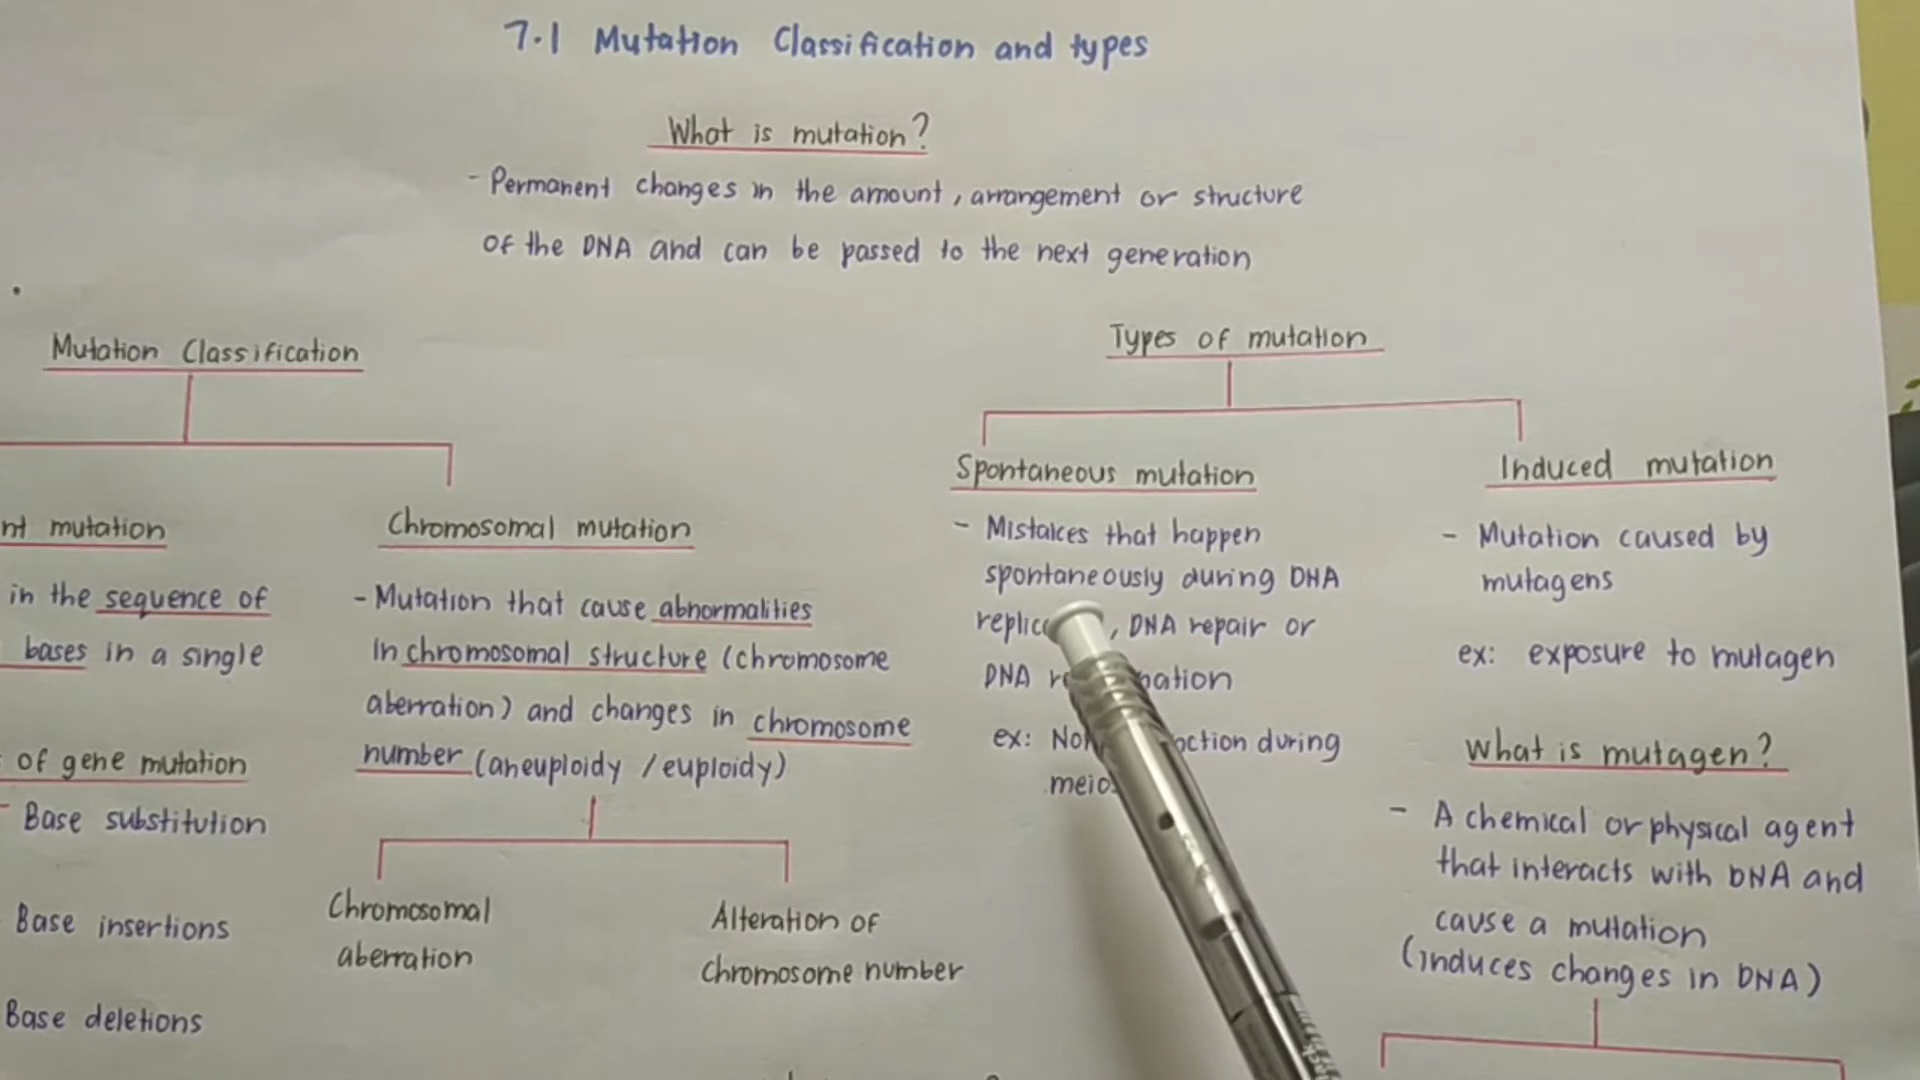 7.1 Mutation Classification and types
What is mutation?
- Permanent changes in the amount, arrangement or structure
of the DNA and can be passed to the next generation
Mutation Classification
mutation
in the sequence of
bases in a single
of gene mutation
- Base substitution
Base insertions
Base deletions
Chromosomal mutation
- Mutation that cause abnormalities
in chromosomal structure (chromosome
aberration) and changes in chromosome
number (aneuploidy / euploidy)
Chromosomal
aberration
Alteration of
chromosome number
Types of mutation
Spontaneous mutation
- Mistakes that happen
spontaneously during DNA
, DNA repair or
DNA
ex: during
Induced mutation
- Mutation caused by
mutagens
ex: exposure to mutagen
What is mutagen?
- A chemical or physical agent
that interacts with DNA and
cause a mutation
(induces changes in DNA)